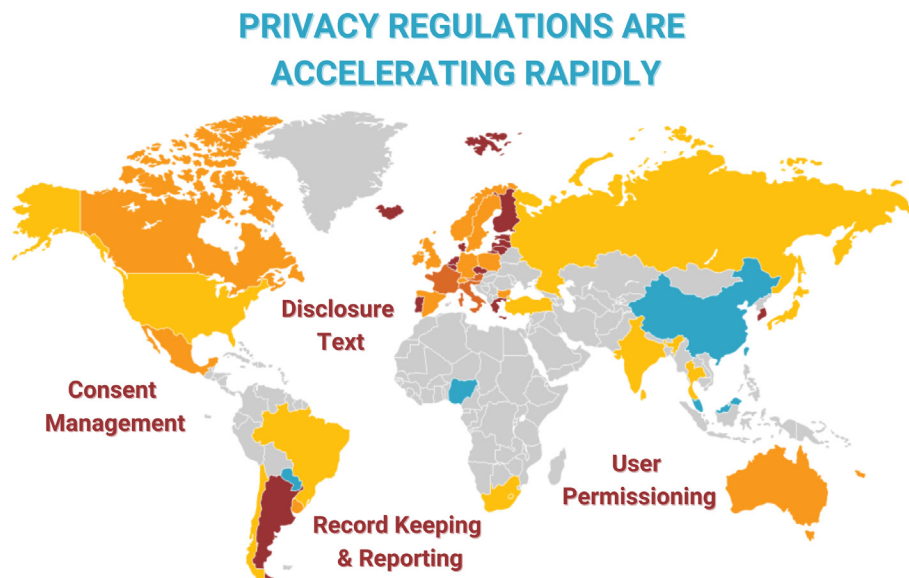 PRIVACY REGULATIONS ARE
ACCELERATING RAPIDLY
Disclosure
Text
Consent
Management
User
Permissioning
Record Keeping
& Reporting